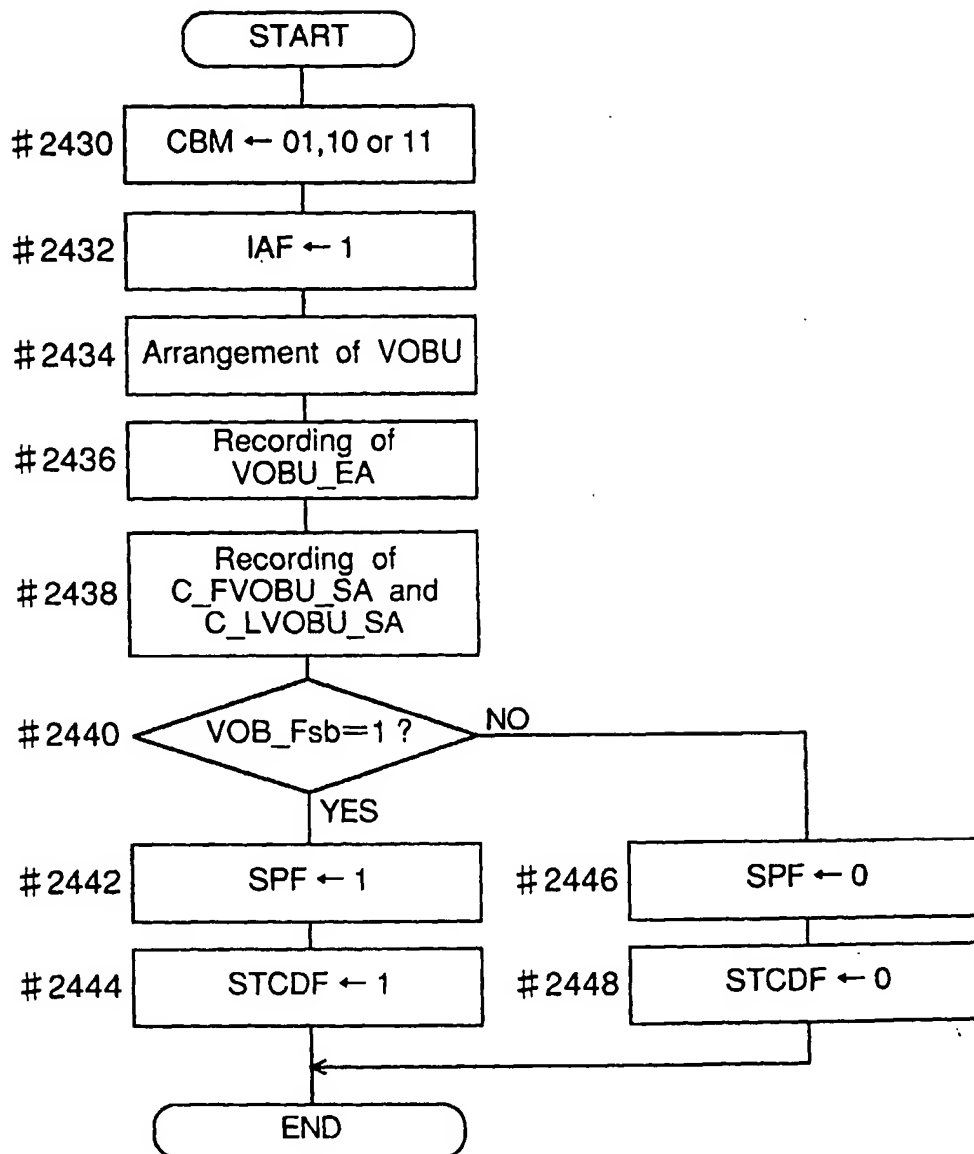 START
#2430
CBM ← 01,10 or 11
#2432
IAF ← 1
#2434
Arrangement of VOBU
#2436
Recording of
VOBU_EA
#2438
Recording of
C_FVOBU_SA and
C_LVOBU_SA
#2440
VOB_Fsb=1 ?
NO
YES
#2442
SPF ← 1
#2446
SPF ← 0
#2444
STCDF ← 1
#2448
STCDF ← 0
END